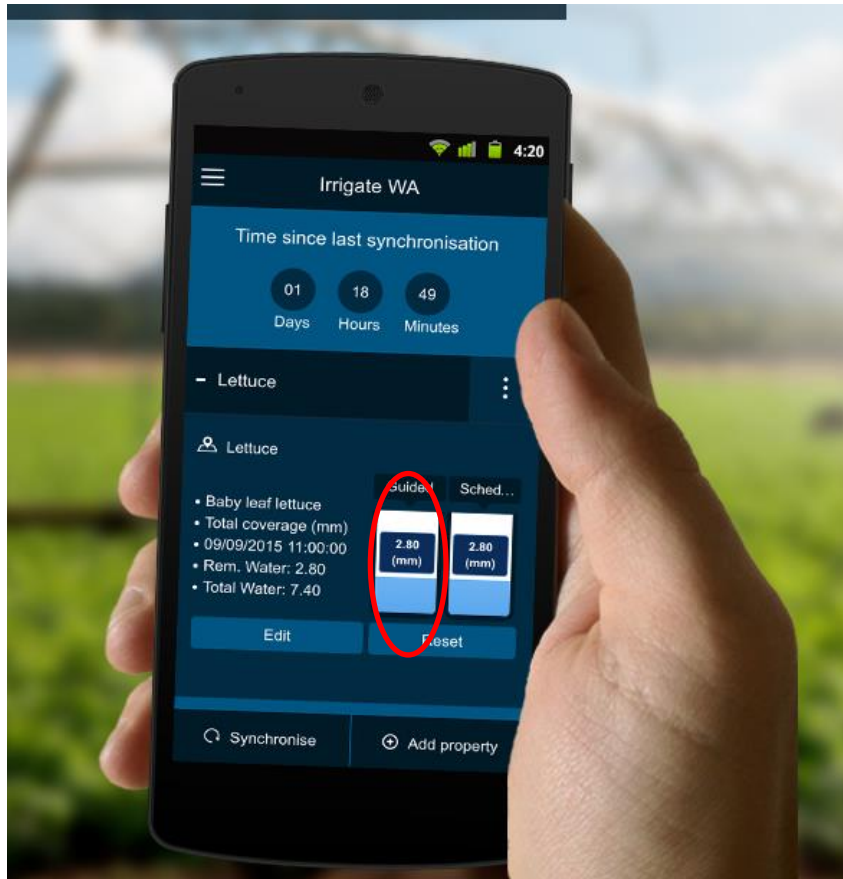 4:20
Irrigate WA
Time since last synchronisation
01 18 49
Days Hours Minutes
- Lettuce
Lettuce
Guided Sched...
• Baby leaf lettuce
• Total coverage (mm)
• 09/09/2015 11:00:00
• Rem. Water: 2.80
• Total Water: 7.40
2.80 2.80
(mm) (mm)
Edit Reset
Synchronise Add property